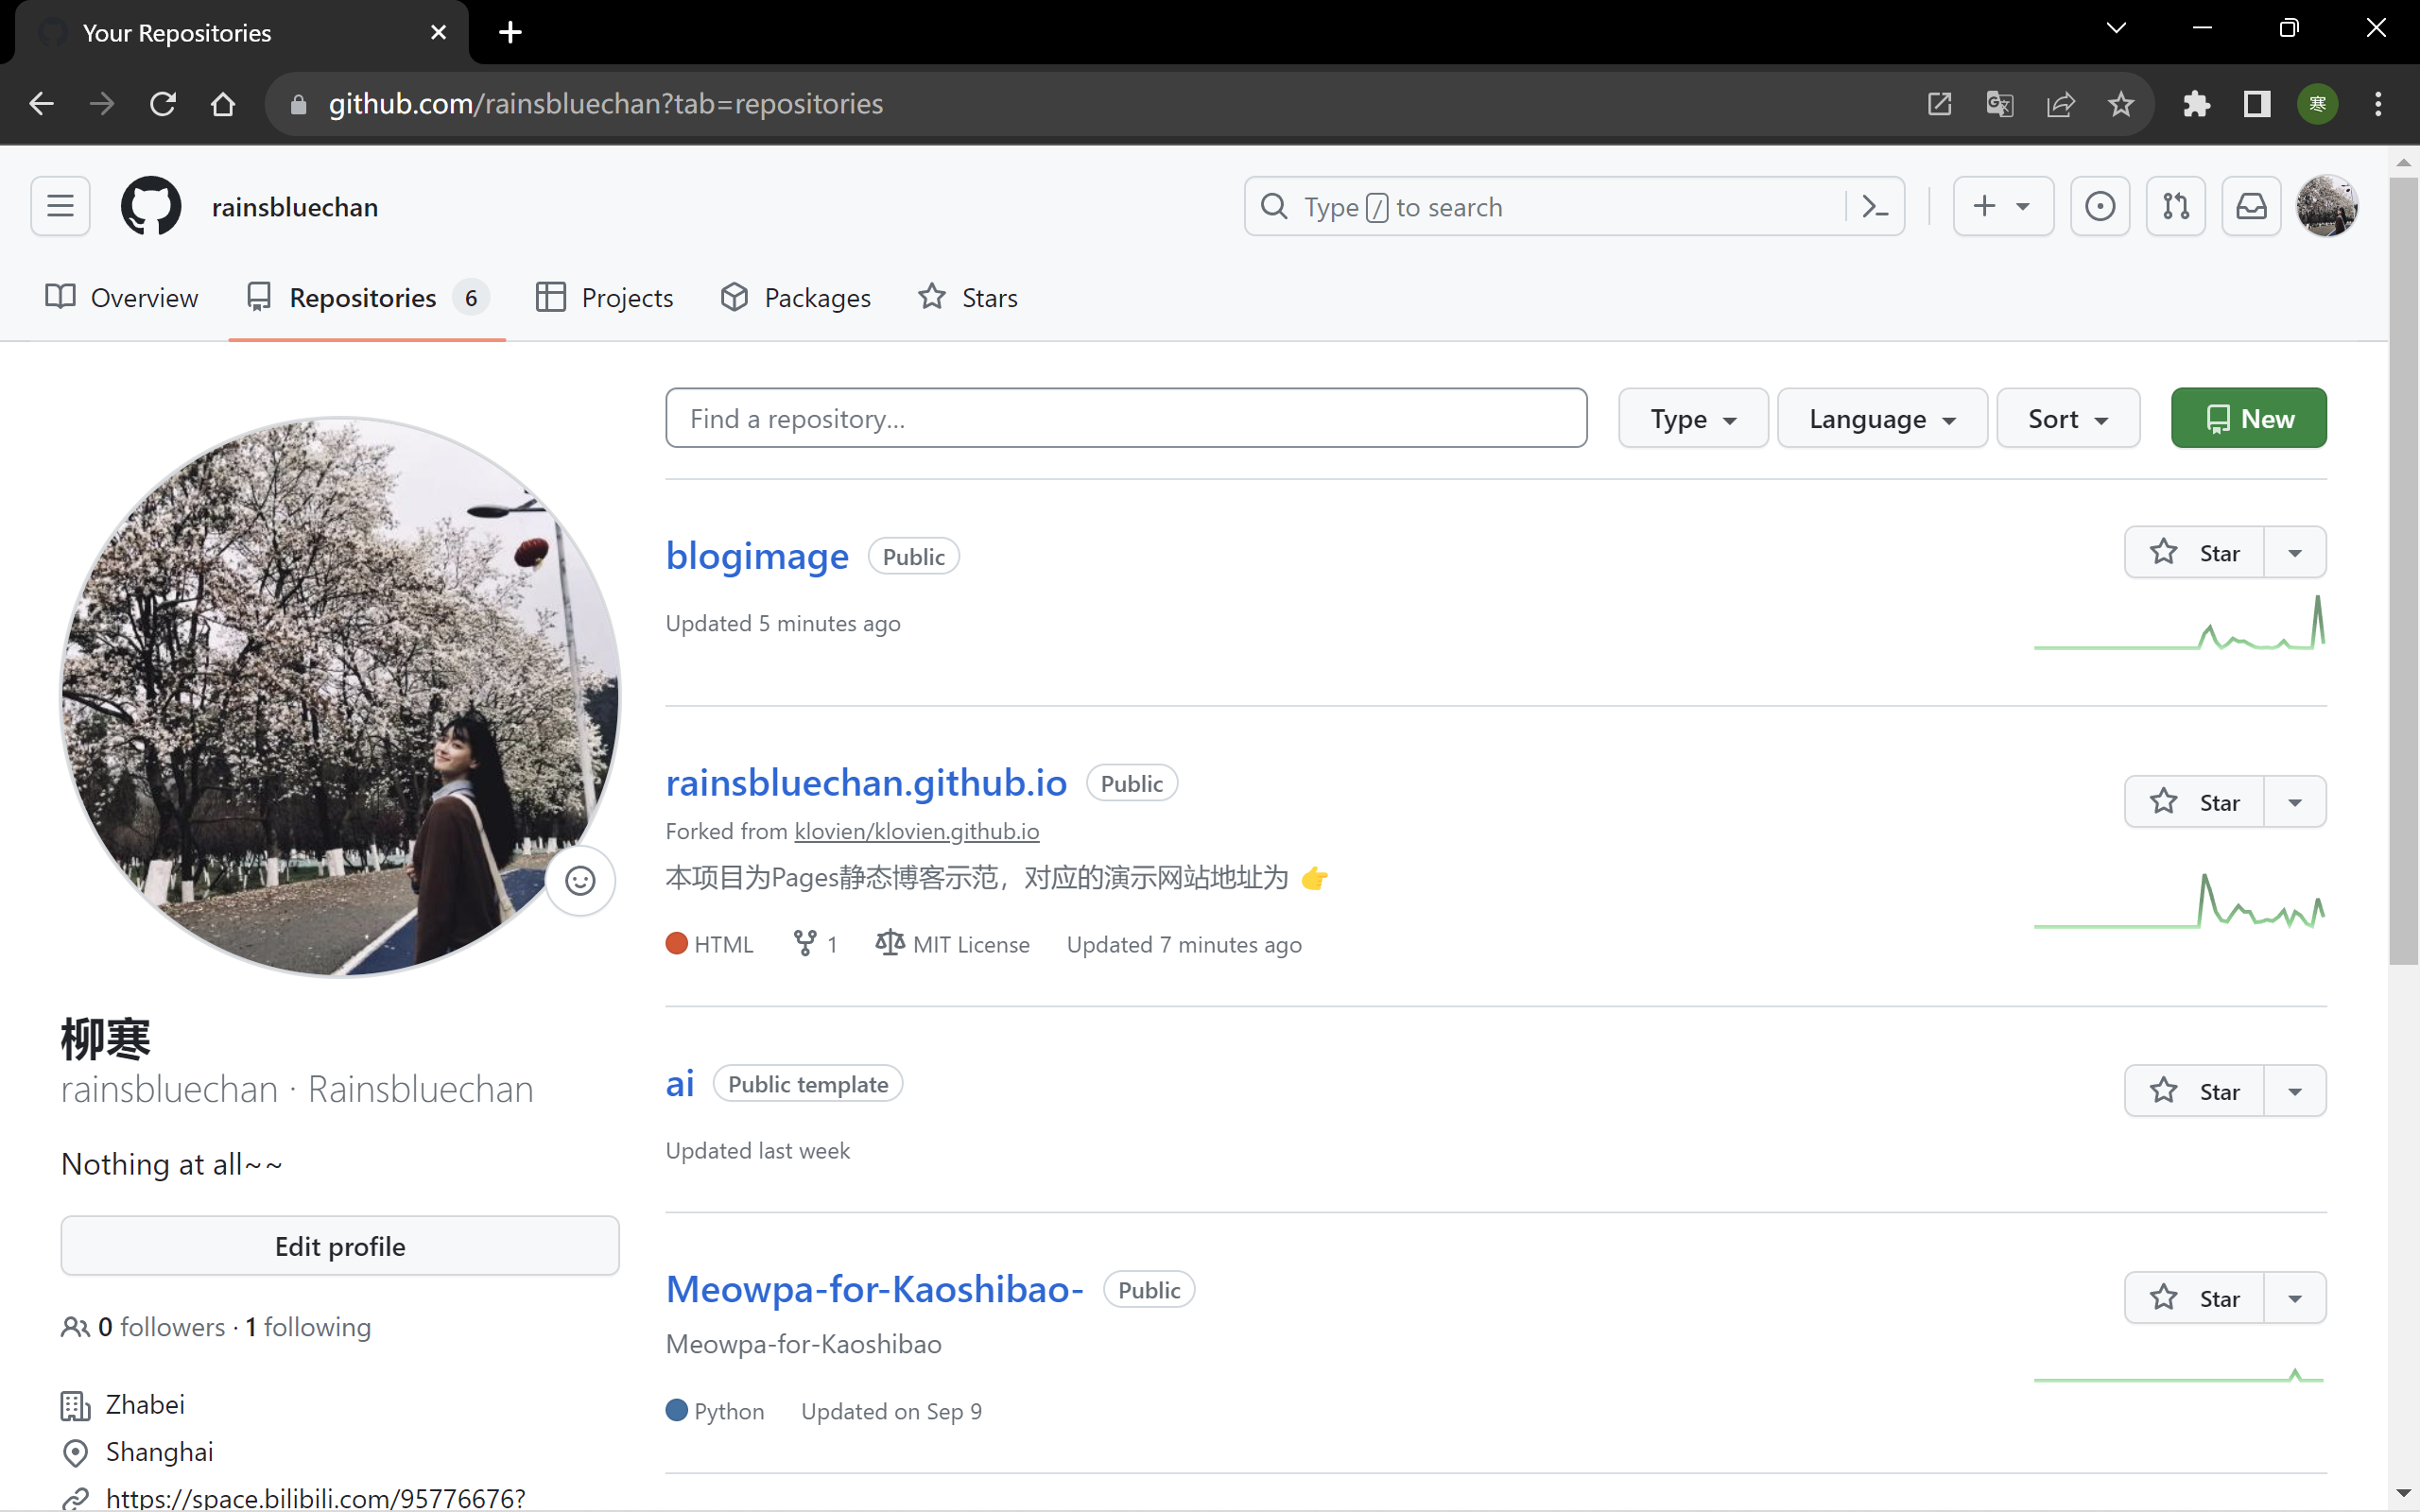 Your Repositories
github.com/rainsbluechan?tab=repositories
寒
rainsbluechan
Type / to search
Overview
Repositories 6
Projects
Packages
Stars
Find a repository...
Type
Language
Sort
New
blogimage Public
Star
Updated 5 minutes ago
rainsbluechan.github.io Public
Star
Forked from klovien/klovien.github.io
本项目为Pages静态博客示范，对应的演示网站地址为 👉
HTML 1 MIT License Updated 7 minutes ago
ai Public template
Star
Updated last week
Meowpa-for-Kaoshibao- Public
Star
Meowpa-for-Kaoshibao
Python Updated on Sep 9
柳寒
rainsbluechan · Rainsbluechan
Nothing at all~~
Edit profile
0 followers · 1 following
Zhabei
Shanghai
https://space.bilibili.com/95776676?